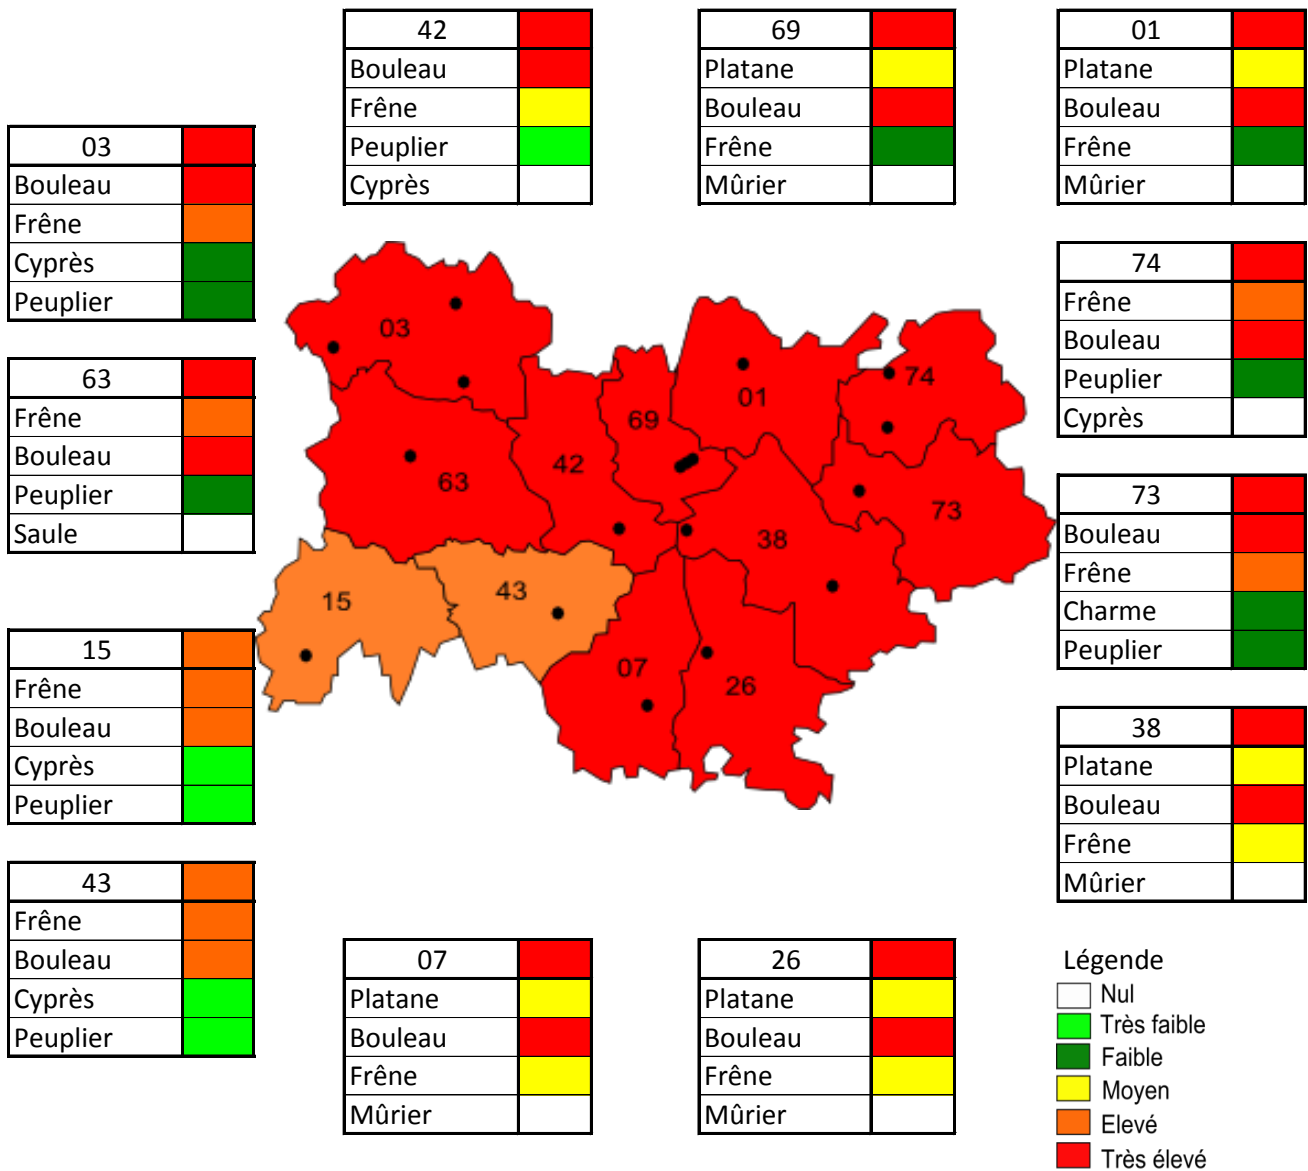 42
Bouleau
Frêne
Peuplier
Cyprès
69
Platane
Bouleau
Frêne
Mûrier
01
Platane
Bouleau
Frêne
Mûrier
03
Bouleau
Frêne
Cyprès
Peuplier
63
Frêne
Bouleau
Peuplier
Saule
15
Frêne
Bouleau
Cyprès
Peuplier
43
Frêne
Bouleau
Cyprès
Peuplier
03
01
74
69
42
63
73
38
15
43
07
26
74
Frêne
Bouleau
Peuplier
Cyprès
73
Bouleau
Frêne
Charme
Peuplier
38
Platane
Bouleau
Frêne
Mûrier
07
Platane
Bouleau
Frêne
Mûrier
26
Platane
Bouleau
Frêne
Mûrier
Légende
Nul
Très faible
Faible
Moyen
Elevé
Très élevé